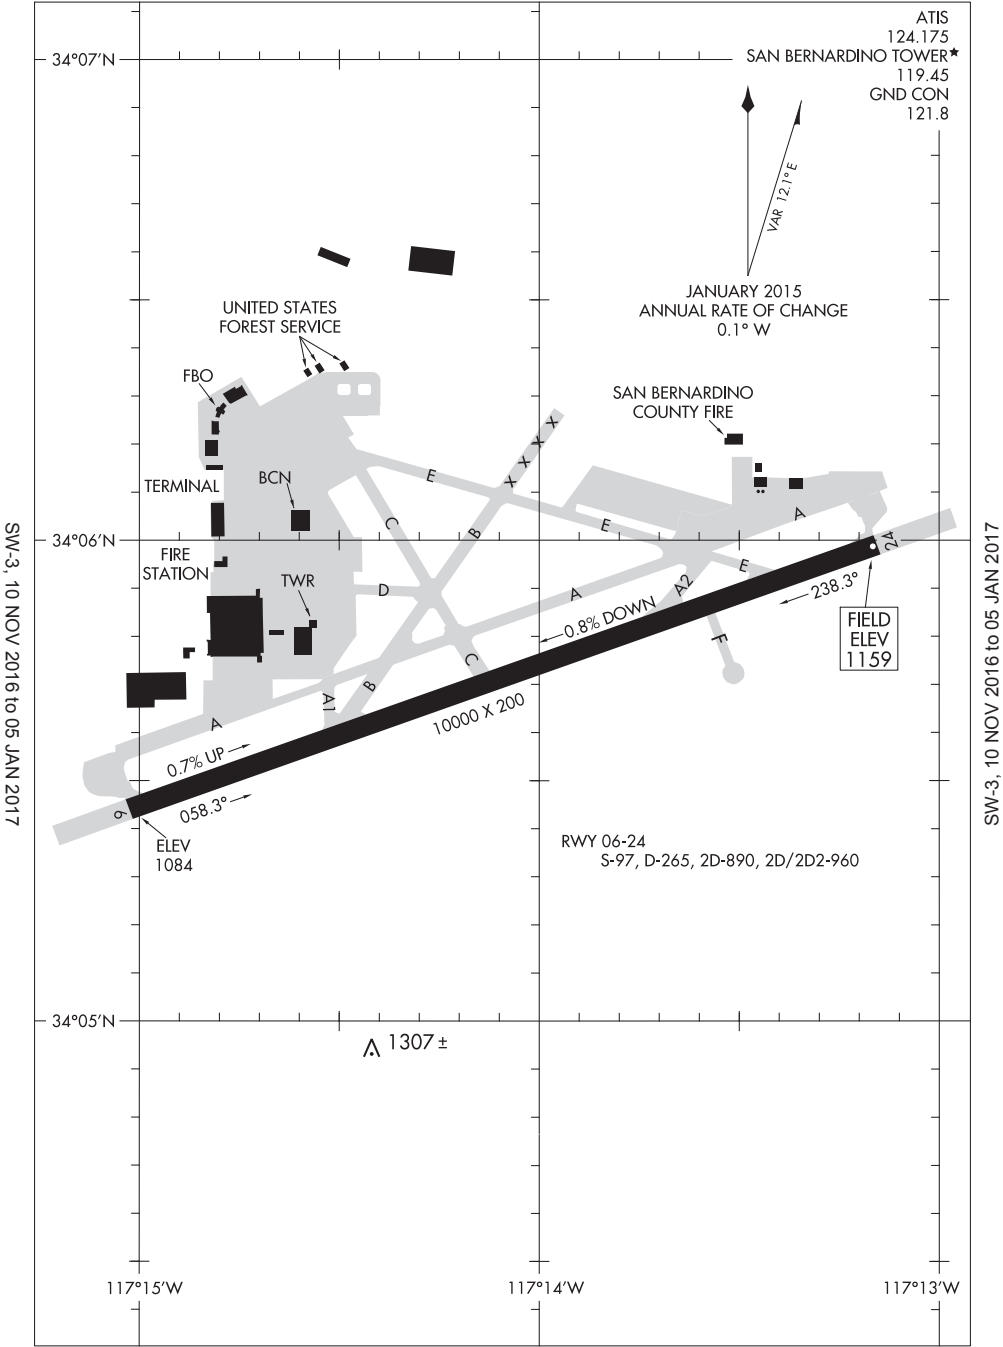 ATIS
124.175
SAN BERNARDINO TOWER★
119.45
GND CON
121.8
34°07'N
VAR 12.1° E
JANUARY 2015
ANNUAL RATE OF CHANGE
0.1° W
UNITED STATES
FOREST SERVICE
FBO
SAN BERNARDINO
COUNTY FIRE
TERMINAL
BCN
E
X
X
X
X
C
B
E
A
34°06'N
24
FIRE
STATION
TWR
D
A
A2
E
238.3°
0.8% DOWN
FIELD
ELEV
1159
F
C
B
A1
A
10000 X 200
0.7% UP
058.3°
6
ELEV
1084
RWY 06-24
S-97, D-265, 2D-890, 2D/2D2-960
34°05'N
1307 ±
117°15'W
117°14'W
117°13'W
SW-3, 10 NOV 2016 to 05 JAN 2017
SW-3, 10 NOV 2016 to 05 JAN 2017